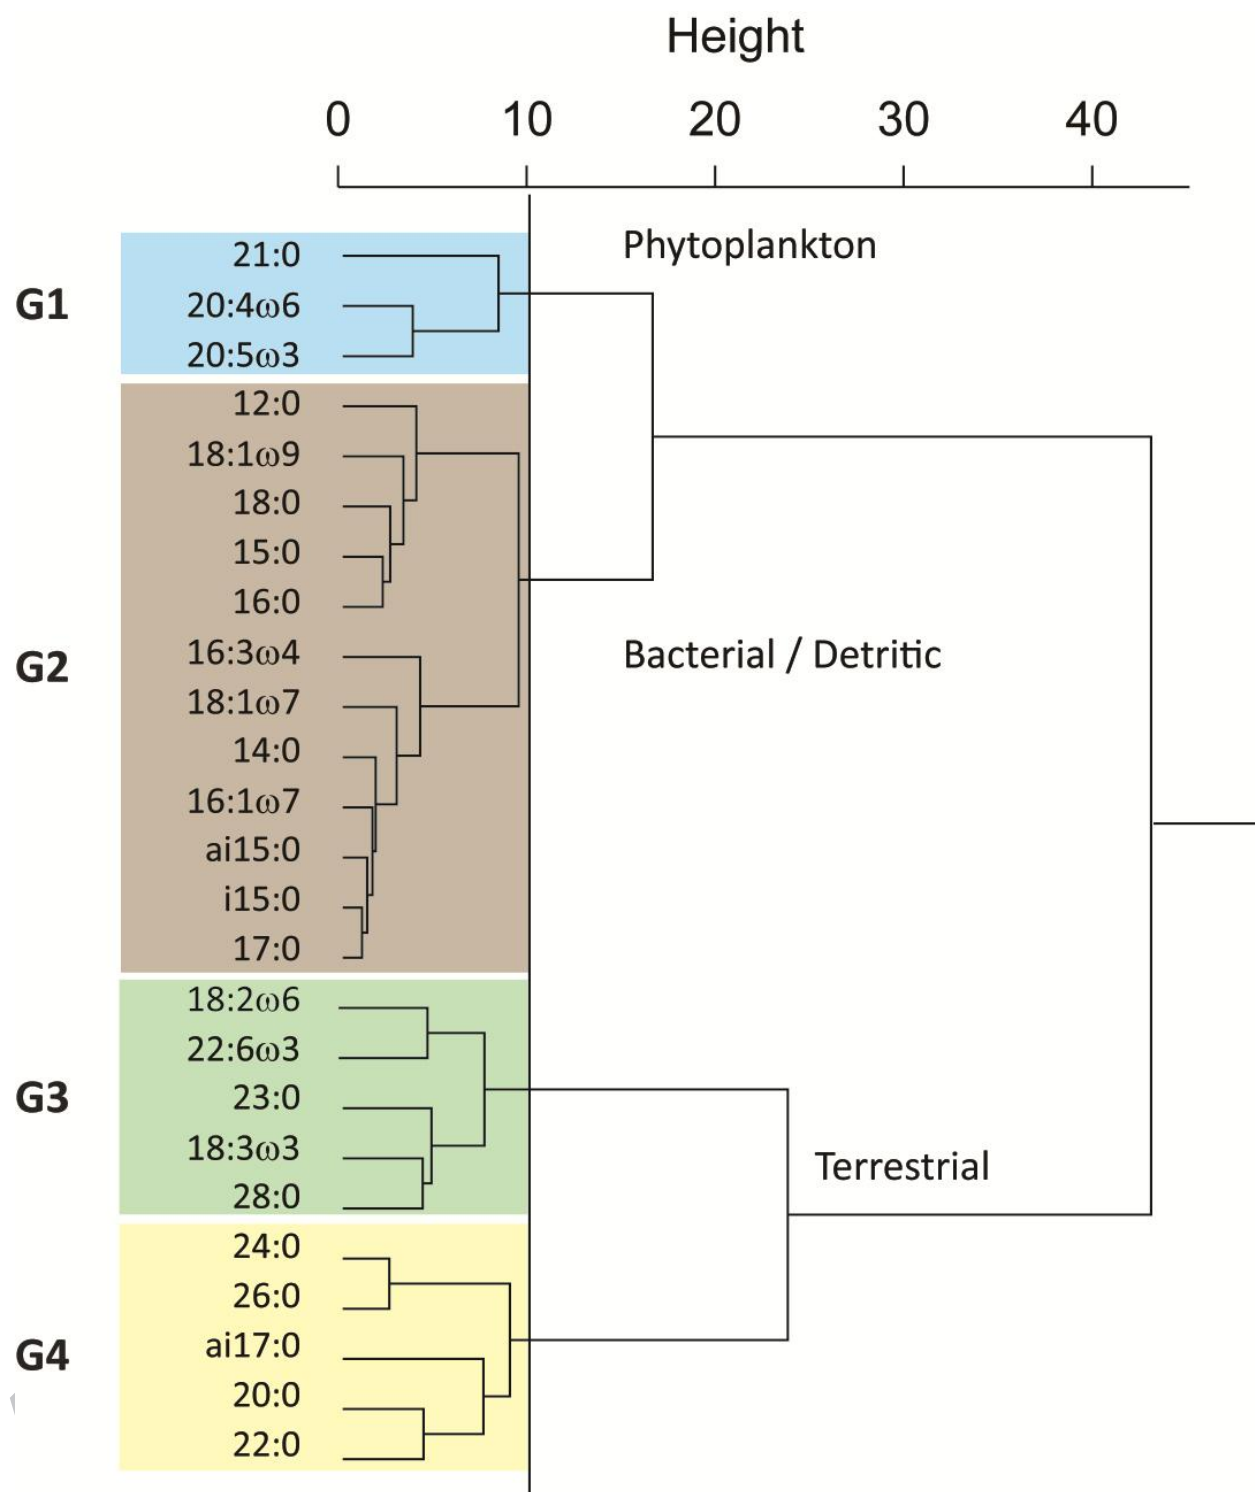 Height
0 10 20 30 40
Phytoplankton
21:0
G1
20:4ω6
20:5ω3
12:0
18:1ω9
18:0
15:0
16:0
Bacterial / Detritic
16:3ω4
G2
18:1ω7
14:0
16:1ω7
ai15:0
i15:0
17:0
18:2ω6
22:6ω3
G3
23:0
18:3ω3
Terrestrial
28:0
24:0
26:0
G4
ai17:0
20:0
22:0